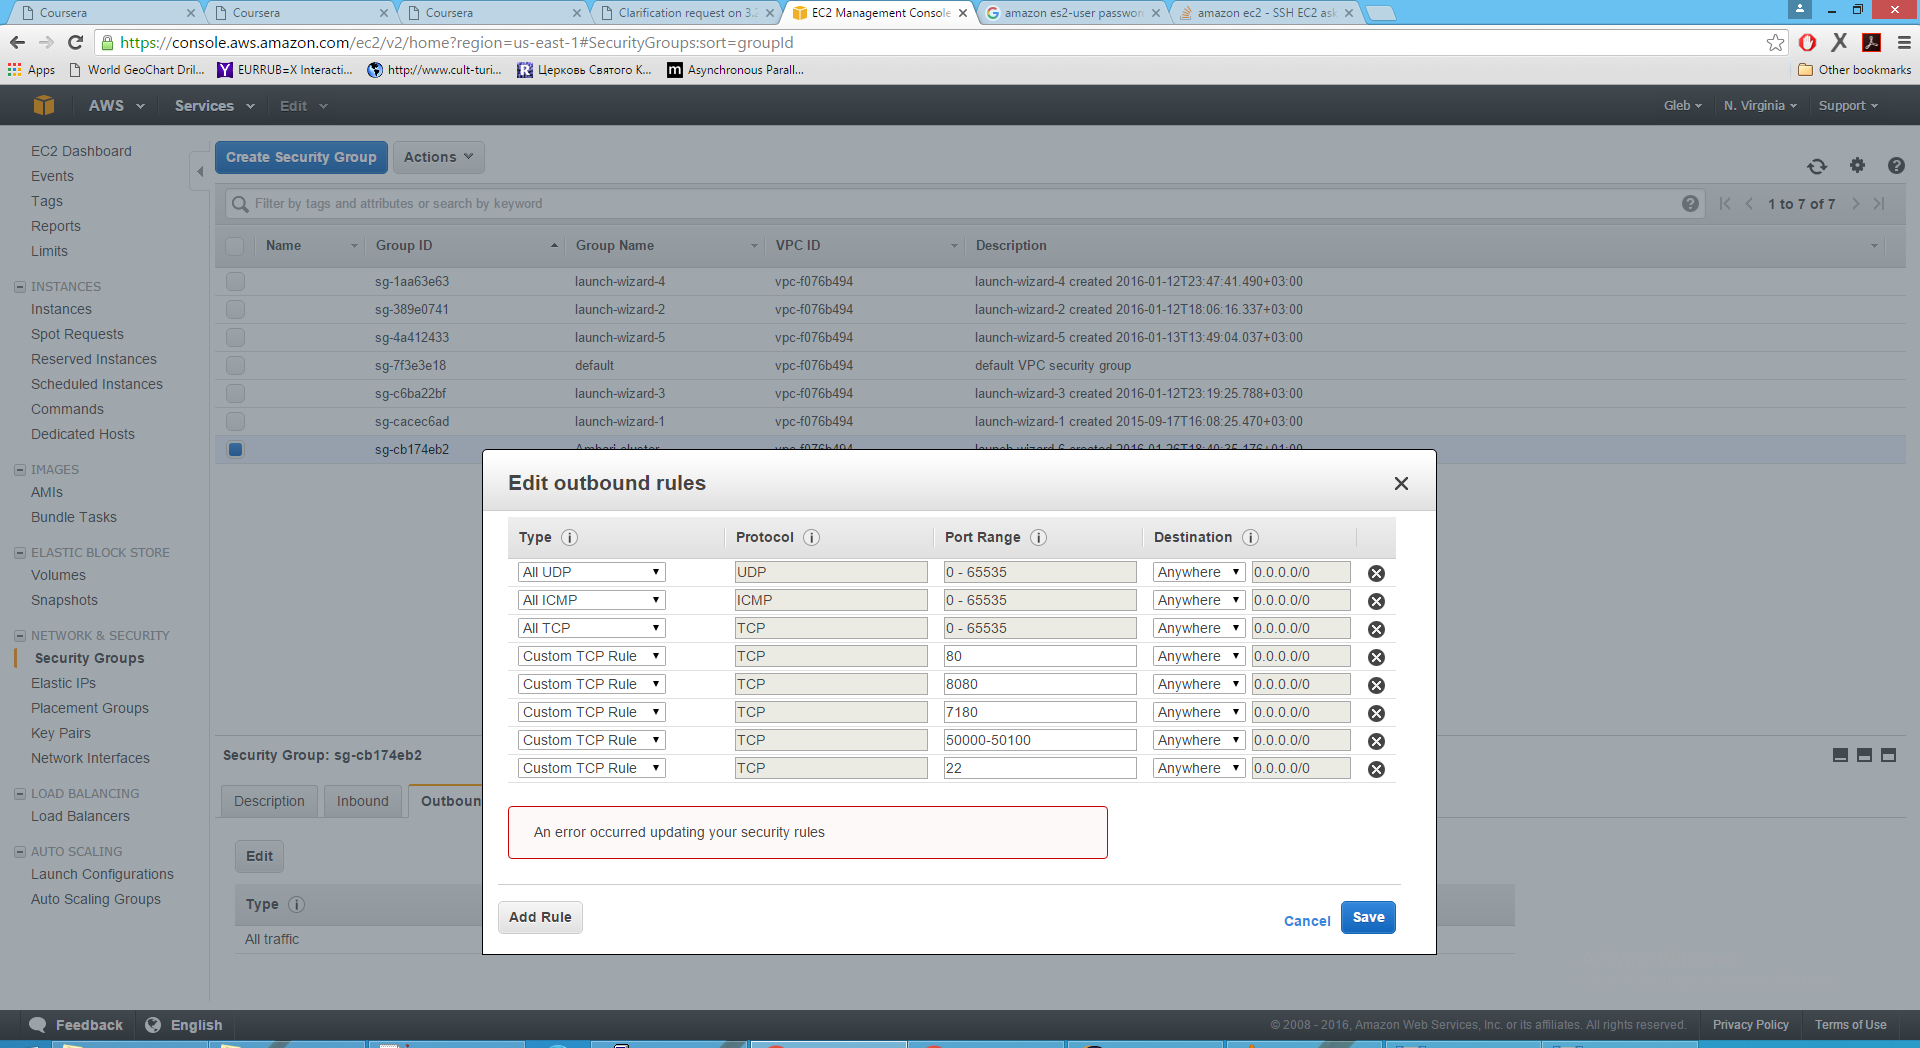 Coursera
Coursera
Coursera
Clarification request on 3.2
EC2 Management Console
amazon es2-user password
amazon ec2 - SSH EC2 ask
https://console.aws.amazon.com/ec2/v2/home?region=us-east-1#SecurityGroups:sort=groupId
Apps
World GeoChart Dril...
EURRUB=X Interacti...
http://www.cult-turi...
Церковь Святого К...
Asynchronous Parall...
Other bookmarks
AWS
Services
Edit
Gleb
N. Virginia
Support
EC2 Dashboard
Events
Tags
Reports
Limits
INSTANCES
Instances
Spot Requests
Reserved Instances
Scheduled Instances
Commands
Dedicated Hosts
IMAGES
AMIs
Bundle Tasks
ELASTIC BLOCK STORE
Volumes
Snapshots
NETWORK & SECURITY
Security Groups
Elastic IPs
Placement Groups
Key Pairs
Network Interfaces
LOAD BALANCING
Load Balancers
AUTO SCALING
Launch Configurations
Auto Scaling Groups
Create Security Group
Actions
Filter by tags and attributes or search by keyword
1 to 7 of 7
Name Group ID Group Name VPC ID Description
sg-1aa63e63 launch-wizard-4 vpc-f076b494 launch-wizard-4 created 2016-01-12T23:47:41.490+03:00
sg-389e0741 launch-wizard-2 vpc-f076b494 launch-wizard-2 created 2016-01-12T18:06:16.337+03:00
sg-4a412433 launch-wizard-5 vpc-f076b494 launch-wizard-5 created 2016-01-13T13:49:04.037+03:00
sg-7f3e3e18 default vpc-f076b494 default VPC security group
sg-c6ba22bf launch-wizard-3 vpc-f076b494 launch-wizard-3 created 2016-01-12T23:19:25.788+03:00
sg-cacec6ad launch-wizard-1 vpc-f076b494 launch-wizard-1 created 2015-09-17T16:08:25.470+03:00
sg-cb174eb2 Ambari cluster vpc-f076b494 launch-wizard-6 created 2016-01-26T18:40:35.176+01:00
Edit outbound rules
Type Protocol Port Range Destination
All UDP UDP 0 - 65535 Anywhere 0.0.0.0/0
All ICMP ICMP 0 - 65535 Anywhere 0.0.0.0/0
All TCP TCP 0 - 65535 Anywhere 0.0.0.0/0
Custom TCP Rule TCP 80 Anywhere 0.0.0.0/0
Custom TCP Rule TCP 8080 Anywhere 0.0.0.0/0
Custom TCP Rule TCP 7180 Anywhere 0.0.0.0/0
Custom TCP Rule TCP 50000-50100 Anywhere 0.0.0.0/0
Custom TCP Rule TCP 22 Anywhere 0.0.0.0/0
An error occurred updating your security rules
Add Rule
Cancel
Save
Security Group: sg-cb174eb2
Description
Inbound
Outboun
Edit
Type
All traffic
Feedback
English
© 2008 - 2016, Amazon Web Services, Inc. or its affiliates. All rights reserved.
Privacy Policy
Terms of Use